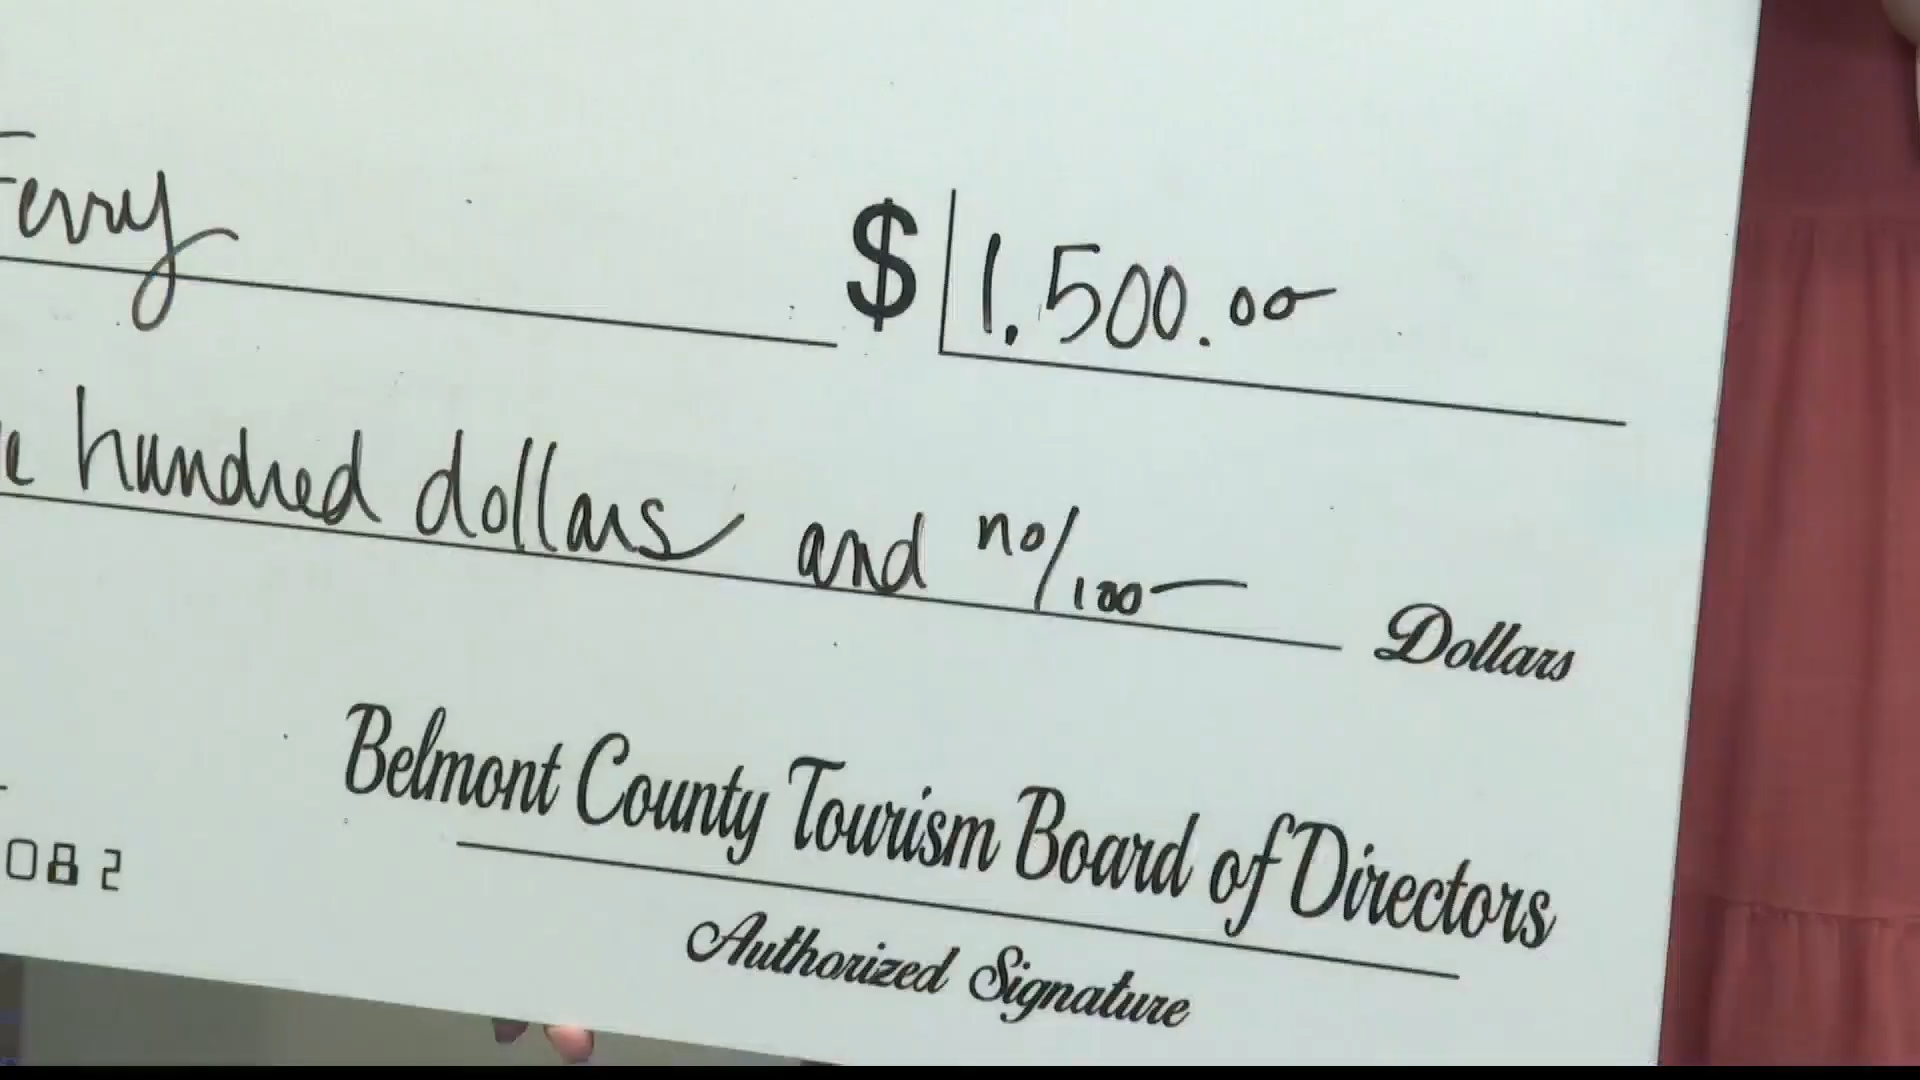 Ferry $ 1,500.00
hundred dollars and no/100 Dollars
Belmont County Tourism Board of Directors
082
Authorized Signature